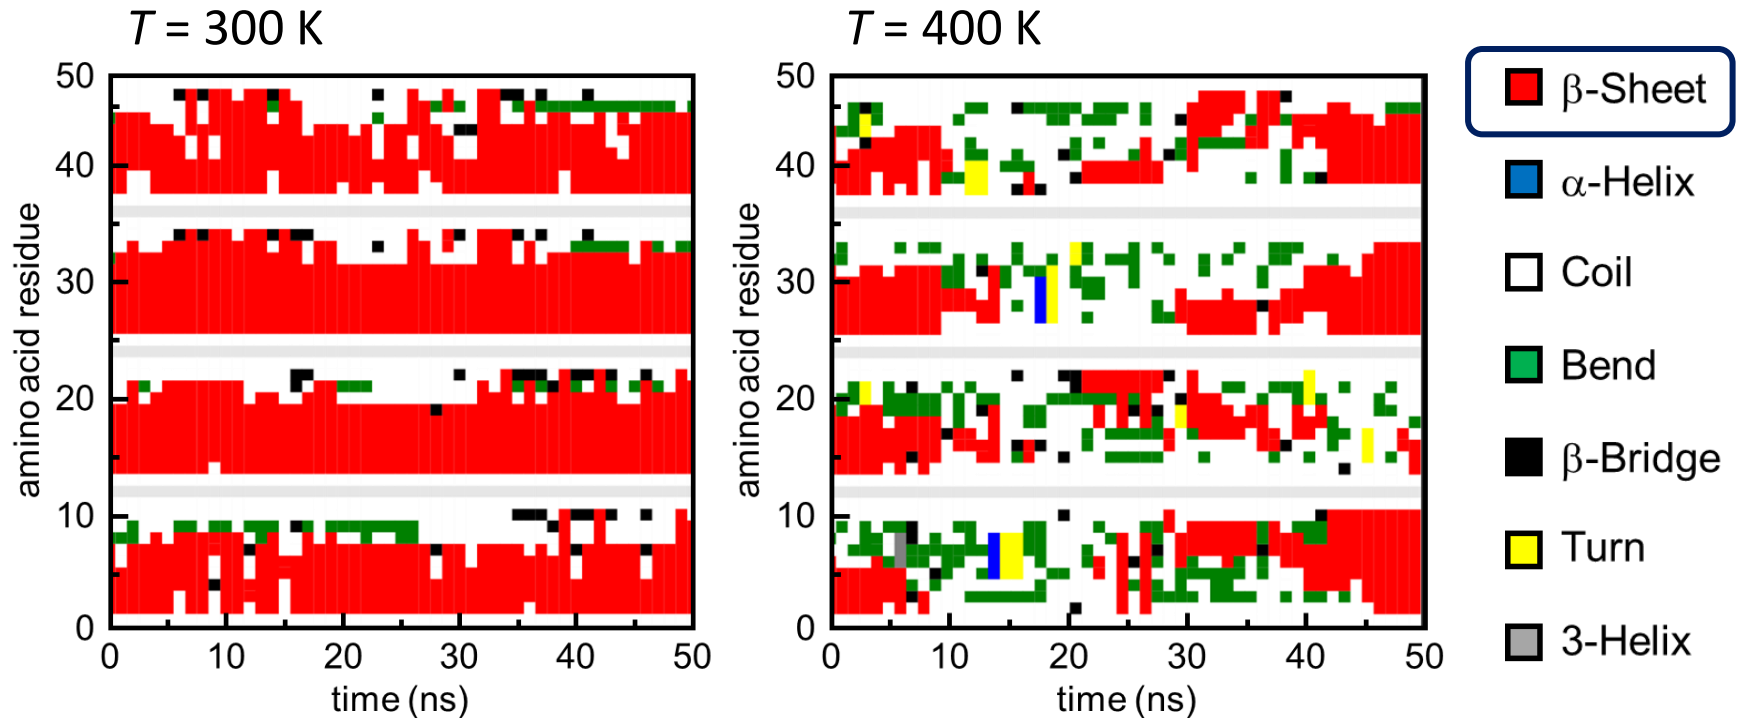 T = 300 K
T = 400 K
50
40
30
20
10
0
0 10 20 30 40 50
time (ns)
amino acid residue
50
40
30
20
10
0
0 10 20 30 40 50
time (ns)
amino acid residue
β-Sheet
α-Helix
Coil
Bend
β-Bridge
Turn
3-Helix